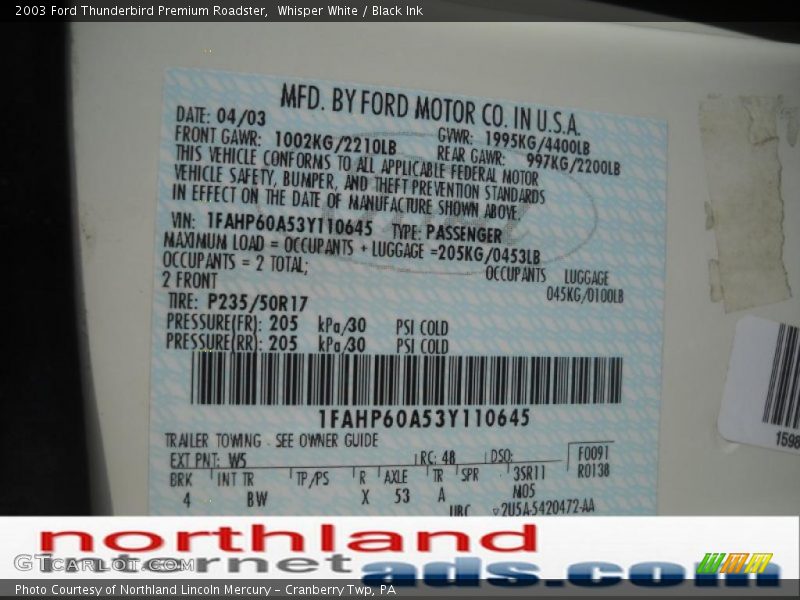 2003 Ford Thunderbird Premium Roadster,  Whisper White / Black Ink
MFD. BY FORD MOTOR CO. IN U.S.A.
DATE: 04/03 GVWR: 1995KG/4400LB
FRONT GAWR: 1002KG/2210LB REAR GAWR: 997KG/2200LB
THIS VEHICLE CONFORMS TO ALL APPLICABLE FEDERAL MOTOR
VEHICLE SAFETY, BUMPER, AND THEFT PREVENTION STANDARDS
IN EFFECT ON THE DATE OF MANUFACTURE SHOWN ABOVE.
VIN: 1FAHP60A53Y110645 TYPE: PASSENGER
MAXIMUM LOAD = OCCUPANTS + LUGGAGE =205KG/0453LB
OCCUPANTS = 2 TOTAL; OCCUPANTS LUGGAGE
2 FRONT 045KG/0100LB
TIRE: P235/50R17
PRESSURE(FR): 205 kPa/30 PSI COLD
PRESSURE(RR): 205 kPa/30 PSI COLD
1FAHP60A53Y110645
TRAILER TOWING - SEE OWNER GUIDE
EXT PNT: W5 RC: 48 DSO: F0091
BRK INT TR TP/PS R AXLE TR SPR 3SR11 R0138
4 BW X 53 A N05
UBC 2U5A-5420472-AA
1598
northland
internet
ads.com
GTCARLOT.COM
Photo Courtesy of Northland Lincoln Mercury - Cranberry Twp, PA